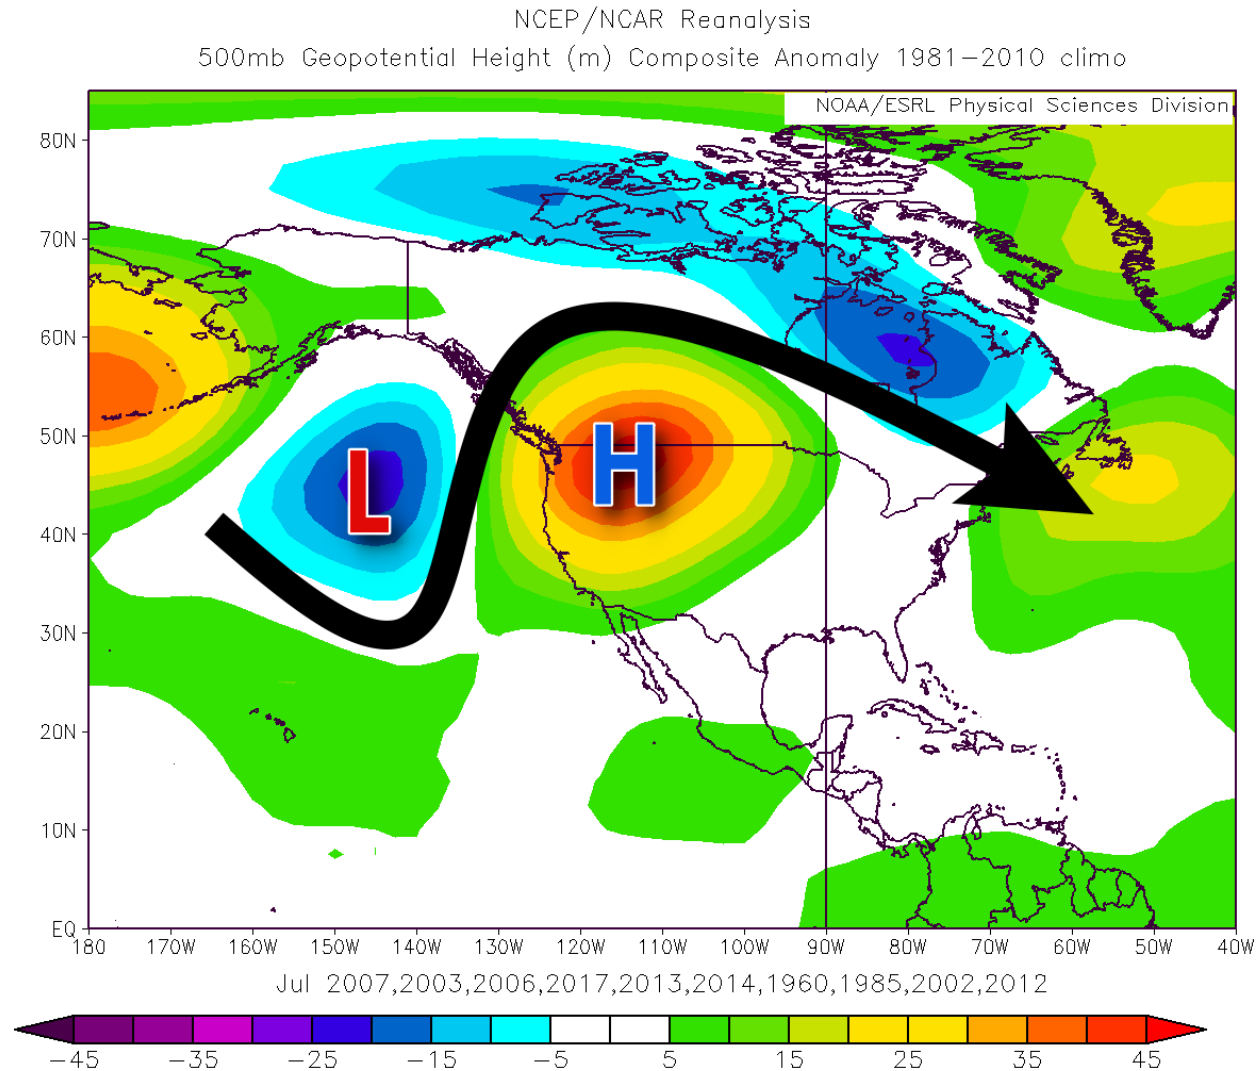 NCEP/NCAR Reanalysis
500mb Geopotential Height (m) Composite Anomaly 1981-2010 climo
NOAA/ESRL Physical Sciences Division
80N
70N
60N
50N
40N
30N
20N
10N
EQ
L
H
180 170W 160W 150W 140W 130W 120W 110W 100W 90W 80W 70W 60W 50W 40W
Jul 2007,2003,2006,2017,2013,2014,1960,1985,2002,2012
-45 -35 -25 -15 -5 5 15 25 35 45